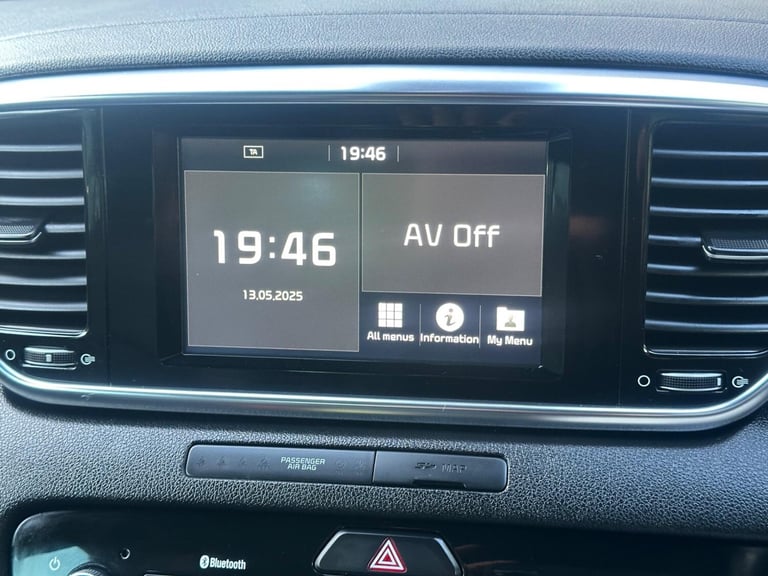 TA
19:46
19:46
13.05.2025
AV Off
All menus
Information
My Menu
PASSENGER
AIR BAG
MAP
Bluetooth